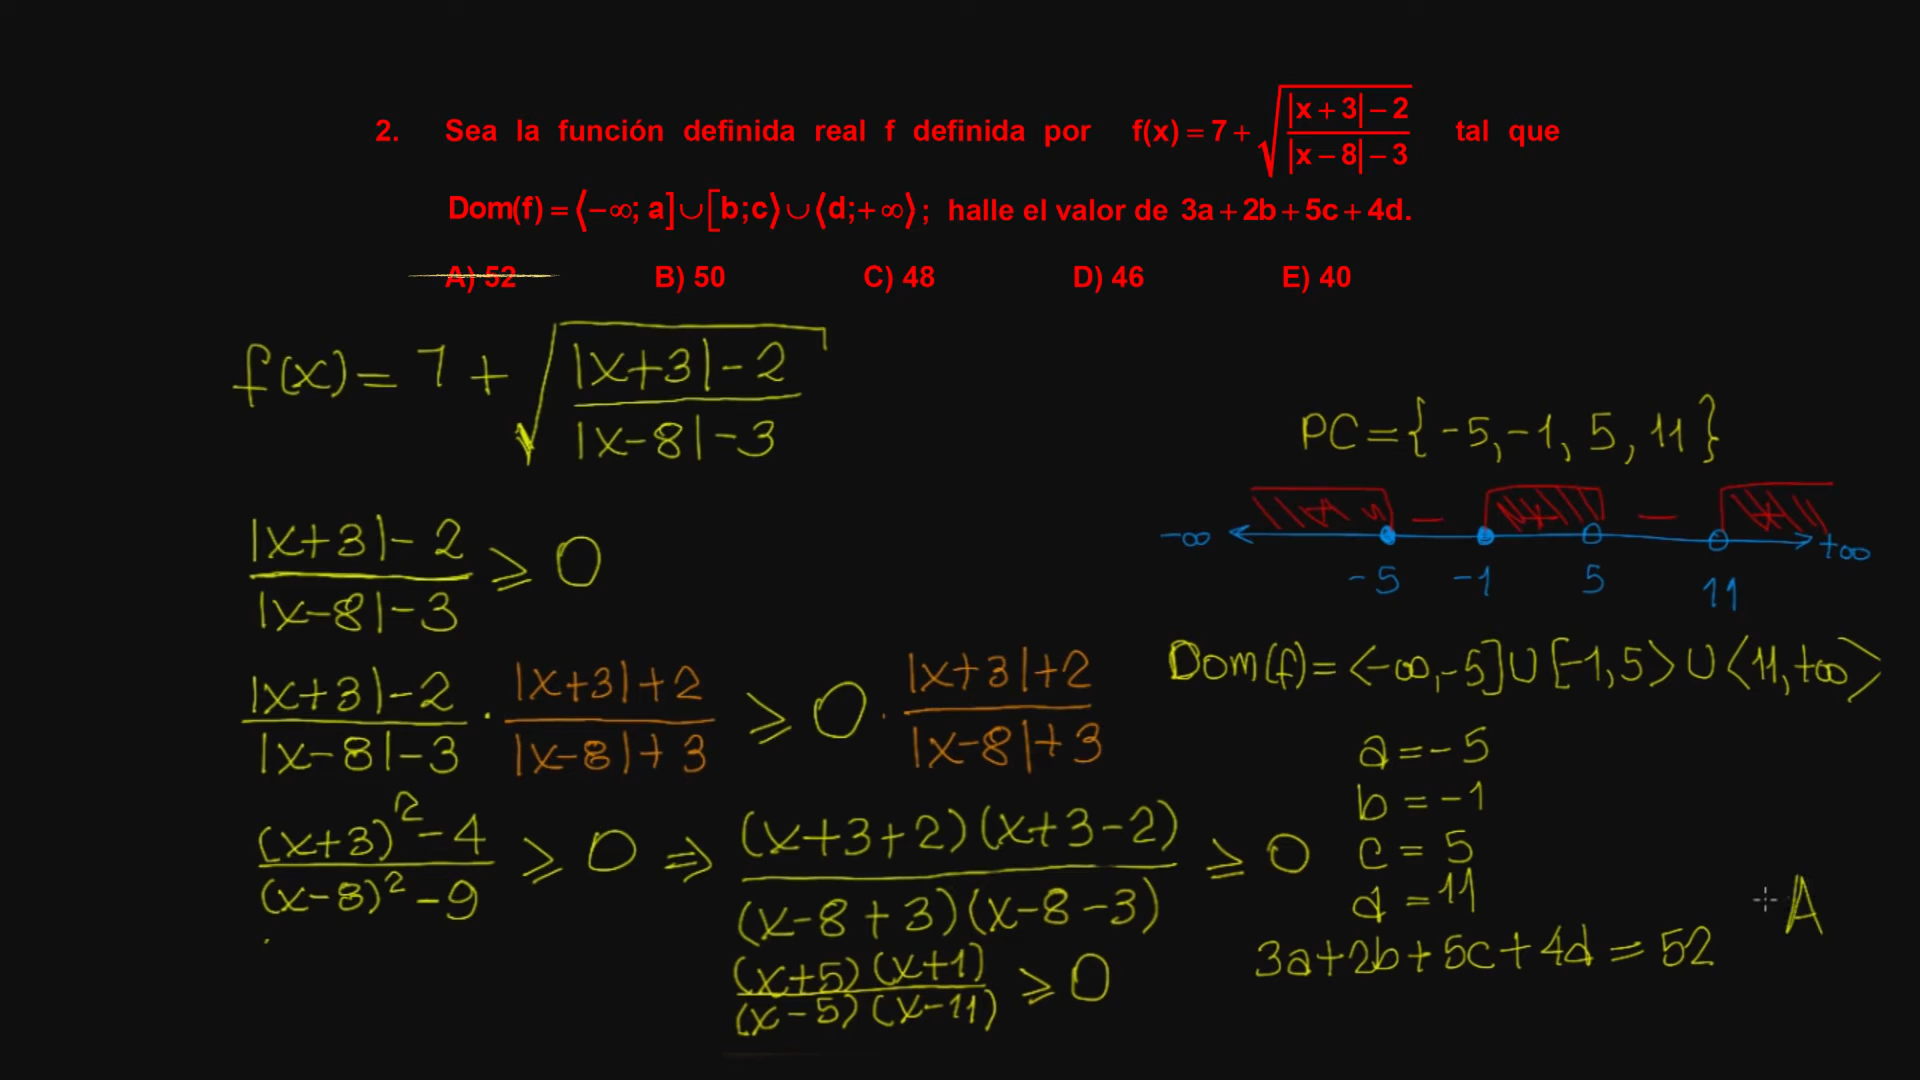 2. Sea la función definida real f definida por f(x) = 7 + √((|x + 3| − 2)/(|x − 8| − 3)) tal que
Dom(f) = ⟨−∞; a] ∪ [b;c⟩ ∪ ⟨d;+∞⟩; halle el valor de 3a + 2b + 5c + 4d.
A) 52 B) 50 C) 48 D) 46 E) 40
f(x) = 7 + √((|x+3| - 2)/(|x-8| - 3))
(|x+3| - 2)/(|x-8| - 3) ≥ 0
(|x+3| - 2)/(|x-8| - 3) · (|x+3| + 2)/(|x-8| + 3) ≥ 0 · (|x+3| + 2)/(|x-8| + 3)
((x+3)² - 4)/((x-8)² - 9) ≥ 0 ⇒ ((x+3+2)(x+3-2))/((x-8+3)(x-8-3)) ≥ 0
((x+5)(x+1))/((x-5)(x-11)) ≥ 0
PC = {-5, -1, 5, 11}
+ - + - +
-∞ +∞
-5 -1 5 11
Dom(f) = <-∞, -5] ∪ [-1, 5> ∪ <11, +∞>
a = -5
b = -1
c = 5
d = 11
3a + 2b + 5c + 4d = 52
A